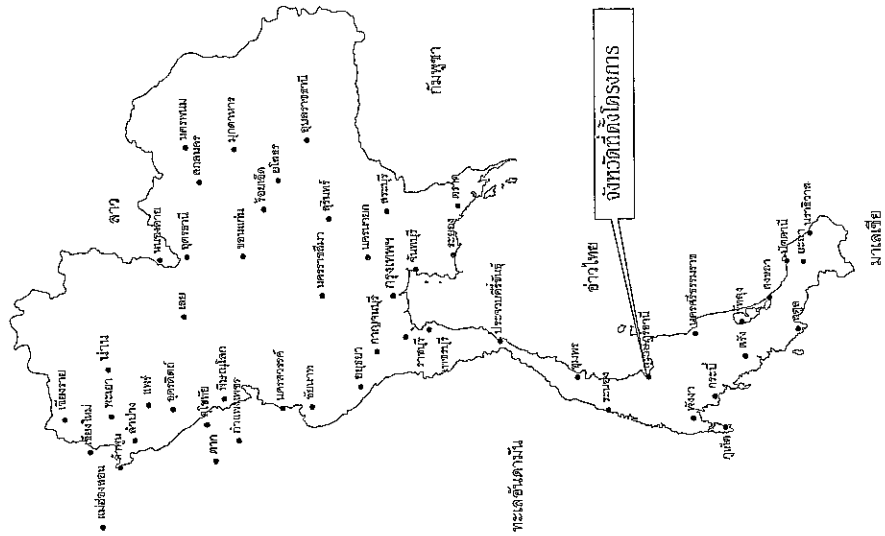 ลาว
เชียงราย
เชียงใหม่
แม่ฮ่องสอน
พะเยา
น่าน
ลำพูน
ลำปาง
แพร่
อุตรดิตถ์
สุโขทัย
ตาก
พิษณุโลก
กำแพงเพชร
นครสวรรค์
ชัยนาท
เลย
หนองคาย
อุดรธานี
นครพนม
สกลนคร
มุกดาหาร
ขอนแก่น
ร้อยเอ็ด
ยโสธร
อุบลราชธานี
สุรินทร์
นครราชสีมา
กัมพูชา
อยุธยา
นครนายก
สระบุรี
กาญจนบุรี
กรุงเทพฯ
จันทบุรี
ราชบุรี
เพชรบุรี
ระยอง
ตราด
ประจวบคีรีขันธ์
อ่าวไทย
จังหวัดที่ตั้งโครงการ
ทะเลอันดามัน
ชุมพร
ระนอง
สุราษฎร์ธานี
นครศรีธรรมราช
พังงา
กระบี่
ภูเก็ต
ตรัง
พัทลุง
สงขลา
สตูล
ปัตตานี
ยะลา
นราธิวาส
มาเลเซีย